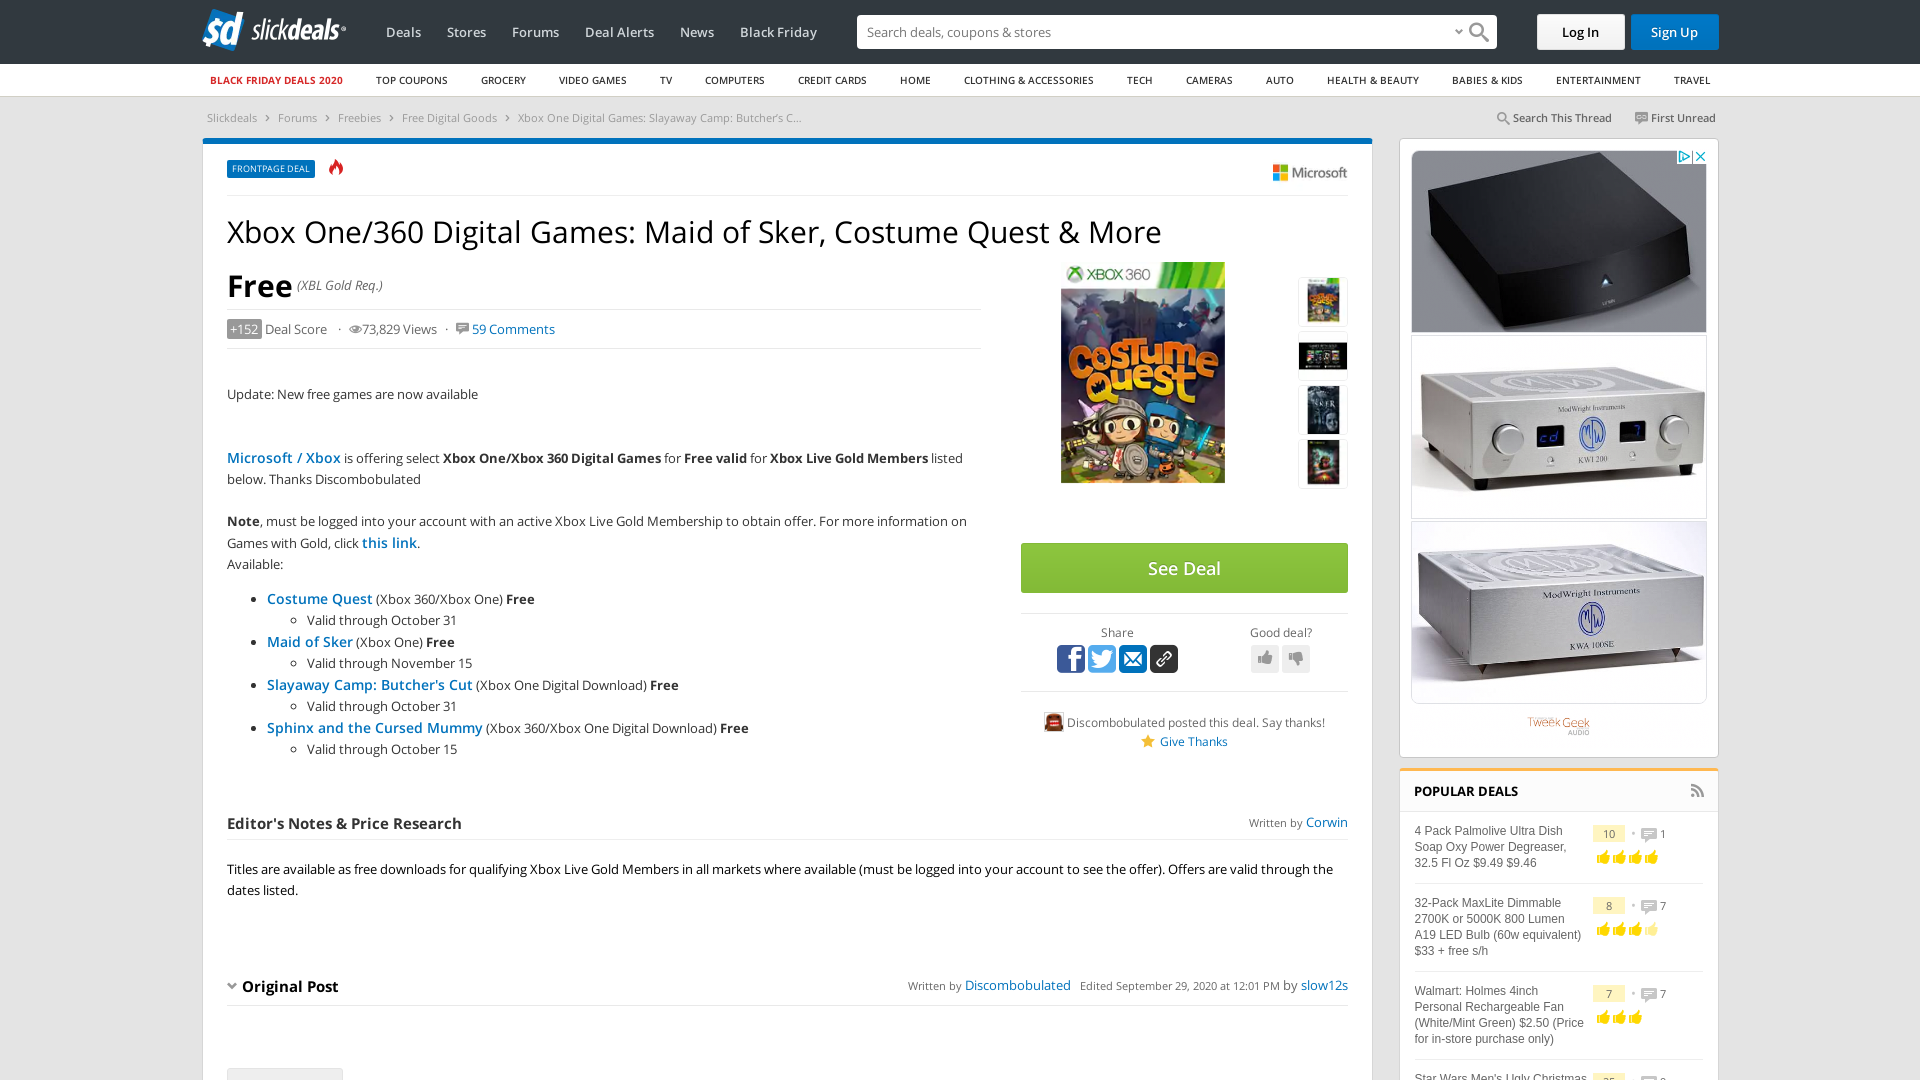 slickdeals
Deals
Stores
Forums
Deal Alerts
News
Black Friday
Search deals, coupons & shares
Log In
Sign Up
BLACK FRIDAY DEALS 2020
TOP COUPONS
GROCERY
VIDEO GAMES
TV
COMPUTERS
CREDIT CARDS
HOME
CLOTHING & ACCESSORIES
TECH
CAMERAS
AUTO
HEALTH & BEAUTY
BABIES & KIDS
ENTERTAINMENT
TRAVEL
Slickdeals > Forums > Freebies > Free Digital Goods > Xbox One Digital Games: Slayaway Camp: Butcher's C...
Search This Thread
First Unread
FRONTPAGE DEAL
Microsoft
Xbox One/360 Digital Games: Maid of Sker, Costume Quest & More
Free (XBL Gold Req.)
+152 Deal Score · 73,829 Views · 59 Comments
XBOX 360
COSTUME QUEST
Update: New free games are now available
Microsoft / Xbox is offering select Xbox One/Xbox 360 Digital Games for Free valid for Xbox Live Gold Members listed
below. Thanks Discombobulated
Note, must be logged into your account with an active Xbox Live Gold Membership to obtain offer. For more information on
Games with Gold, click this link.
Available:
Costume Quest (Xbox 360/Xbox One) Free
Valid through October 31
Maid of Sker (Xbox One) Free
Valid through November 15
Slayaway Camp: Butcher's Cut (Xbox One Digital Download) Free
Valid through October 31
Sphinx and the Cursed Mummy (Xbox 360/Xbox One Digital Download) Free
Valid through October 15
See Deal
Share
Good deal?
Discombobulated posted this deal. Say thanks!
Give Thanks
Editor's Notes & Price Research
Written by Corwin
Titles are available as free downloads for qualifying Xbox Live Gold Members in all markets where available (must be logged into your account to see the offer). Offers are valid through the
dates listed.
Original Post
Written by Discombobulated Edited September 29, 2020 at 12:01 PM by slow12s
ModWright Instruments
KWI 200
ModWright Instruments
KWA 100SE
TweekGeek
AUDIO
POPULAR DEALS
4 Pack Palmolive Ultra Dish
Soap Oxy Power Degreaser,
32.5 Fl Oz $9.49 $9.46
10 • 1
32-Pack MaxLite Dimmable
2700K or 5000K 800 Lumen
A19 LED Bulb (60w equivalent)
$33 + free s/h
8 • 7
Walmart: Holmes 4inch
Personal Rechargeable Fan
(White/Mint Green) $2.50 (Price
for in-store purchase only)
7 • 7
Star Wars Men's Ugly Christmas